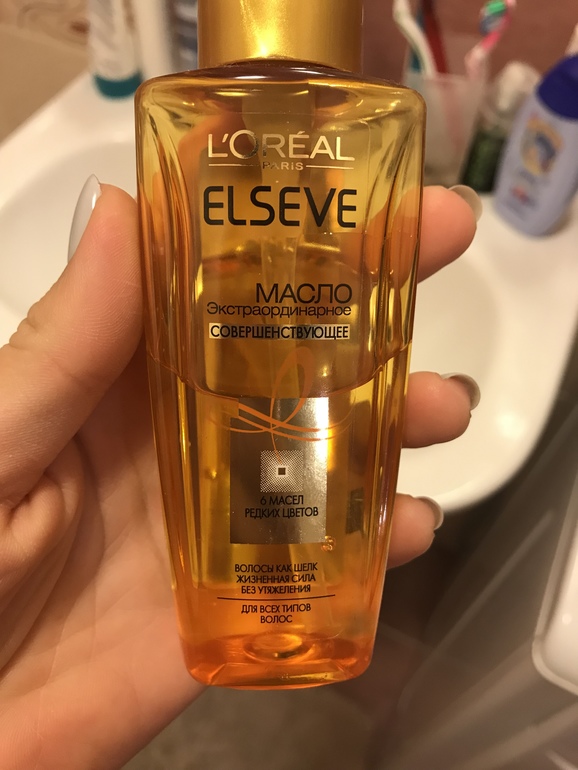 L'ORÉAL
PARIS
ELSEVE
МАСЛО
Экстраординарное
СОВЕРШЕНСТВУЮЩЕЕ
6 МАСЕЛ
РЕДКИХ ЦВЕТОВ
ВОЛОСЫ КАК ШЕЛК
ЖИЗНЕННАЯ СИЛА
БЕЗ УТЯЖЕЛЕНИЯ
ДЛЯ ВСЕХ ТИПОВ
ВОЛОС